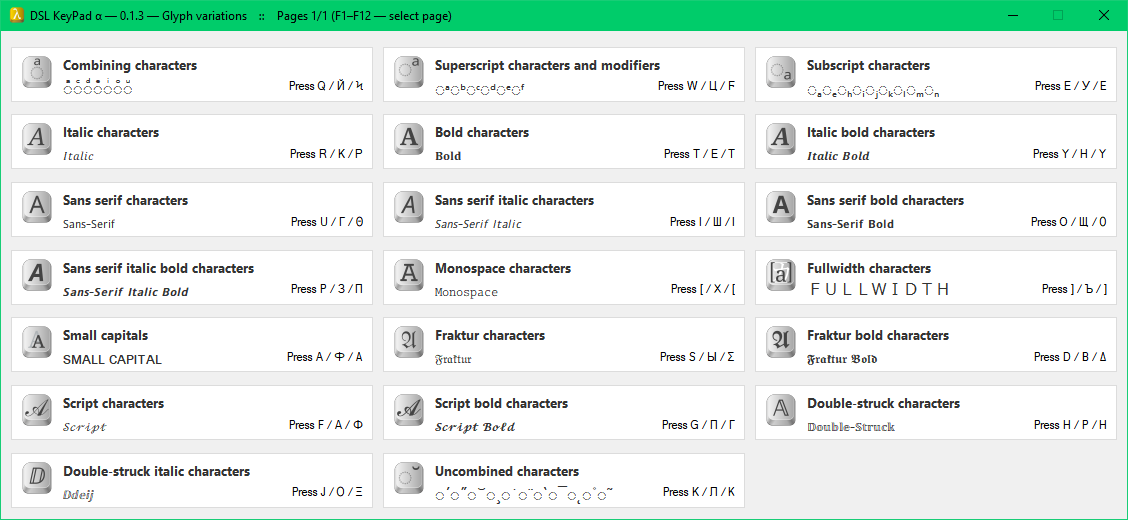 DSL KeyPad α — 0.1.3 — Glyph variations :: Pages 1/1 (F1–F12 — select page)
Combining characters
◌ͣ◌ͨ◌ͩ◌ͤ◌ͥ◌ͦ◌ͧ Press Q / Й / Ϟ
Superscript characters and modifiers
◌ᵃ◌ᵇ◌ᶜ◌ᵈ◌ᵉ◌ᶠ Press W / Ц / Ϝ
Subscript characters
◌ₐ◌ₑ◌ₕ◌ᵢ◌ⱼ◌ₖ◌ₗ◌ₘ◌ₙ Press E / У / Ε
Italic characters
𝐼𝑡𝑎𝑙𝑖𝑐 Press R / К / Ρ
Bold characters
𝐁𝐨𝐥𝐝 Press T / Е / Τ
Italic bold characters
𝑰𝒕𝒂𝒍𝒊𝒄 𝑩𝒐𝒍𝒅 Press Y / Н / Υ
Sans serif characters
𝖲𝖺𝗇𝗌-𝖲𝖾𝗋𝗂𝖿 Press U / Г / Θ
Sans serif italic characters
𝘚𝘢𝘯𝘴-𝘚𝘦𝘳𝘪𝘧 𝘐𝘵𝘢𝘭𝘪𝘤 Press I / Ш / Ι
Sans serif bold characters
𝗦𝗮𝗻𝘀-𝗦𝗲𝗿𝗶𝗳 𝗕𝗼𝗹𝗱 Press O / Щ / Ο
Sans serif italic bold characters
𝙎𝙖𝙣𝙨-𝙎𝙚𝙧𝙞𝙛 𝙄𝙩𝙖𝙡𝙞𝙘 𝘽𝙤𝙡𝙙 Press P / З / Π
Monospace characters
𝙼𝚘𝚗𝚘𝚜𝚙𝚊𝚌𝚎 Press [ / Х / [
Fullwidth characters
ＦＵＬＬＷＩＤＴＨ Press ] / Ъ / ]
Small capitals
SMALL CAPITAL Press A / Ф / Α
Fraktur characters
𝔉𝔯𝔞𝔨𝔱𝔲𝔯 Press S / Ы / Σ
Fraktur bold characters
𝕱𝖗𝖆𝖐𝖙𝖚𝖗 𝕭𝖔𝖑𝖉 Press D / В / Δ
Script characters
𝒮𝒸𝓇𝒾𝓅𝓉 Press F / А / Φ
Script bold characters
𝓢𝓬𝓻𝓲𝓹𝓽 𝓑𝓸𝓵𝓭 Press G / П / Γ
Double-struck characters
𝔻𝕠𝕦𝕓𝕝𝕖-𝕊𝕥𝕣𝕦𝕔𝕜 Press H / Р / Η
Double-struck italic characters
ⅅⅆⅇⅈⅉ Press J / О / Ξ
Uncombined characters
◌´◌˝◌˘◌¸◌˙◌¨◌`◌¯◌˛◌˚◌˜ Press K / Л / Κ